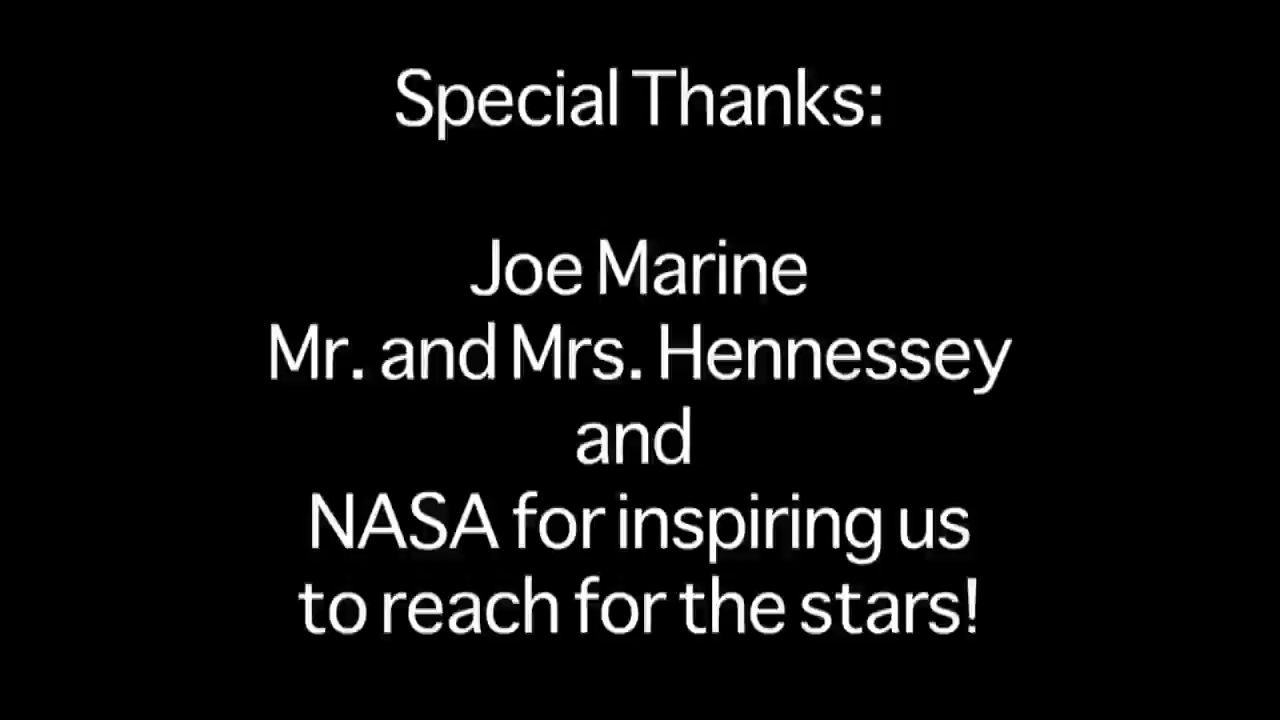 Special Thanks:
Joe Marine
Mr. and Mrs. Hennessey
and
NASA for inspiring us
to reach for the stars!